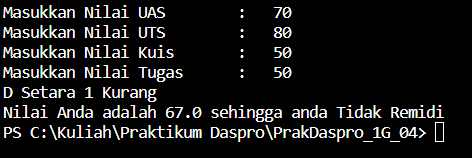 Masukkan Nilai UAS : 70
Masukkan Nilai UTS : 80
Masukkan Nilai Kuis : 50
Masukkan Nilai Tugas : 50
D Setara 1 Kurang
Nilai Anda adalah 67.0 sehingga anda Tidak Remidi
PS C:\Kuliah\Praktikum Daspro\PrakDaspro_1G_04>